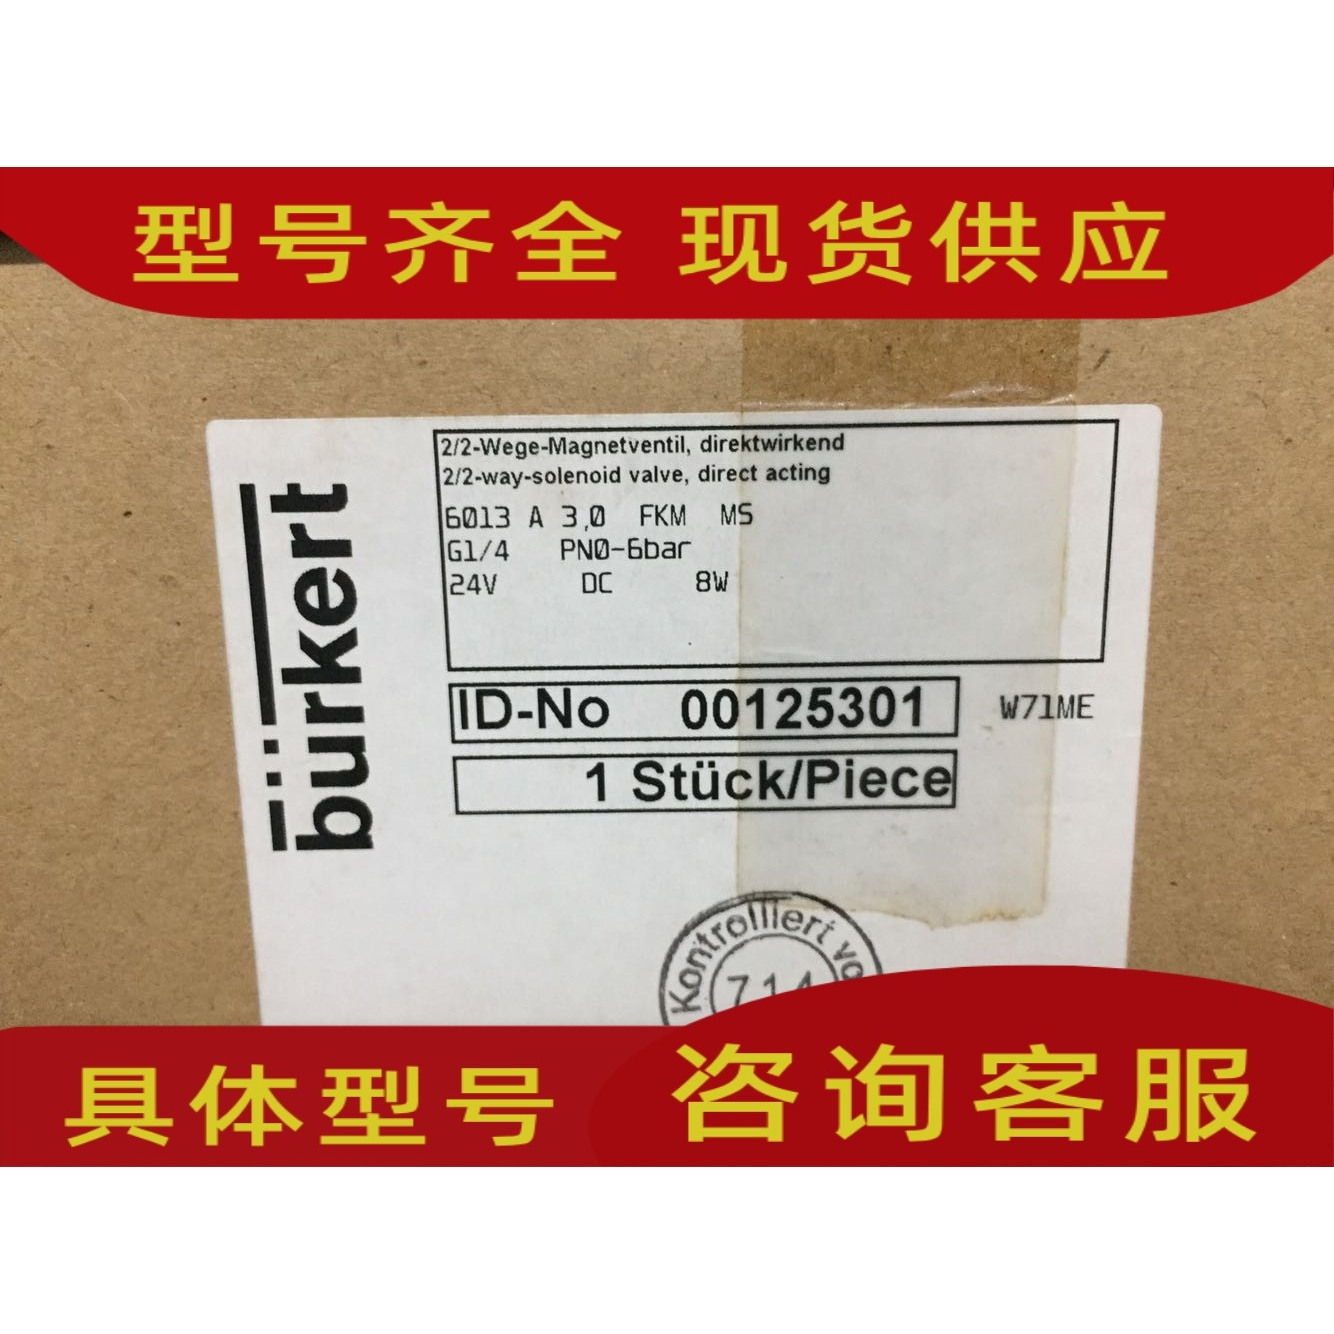 型号齐全 现货供应
bürkert
2/2-Wege-Magnetventil, direktwirkend
2/2-way-solenoid valve, direct acting
6013 A 3,0 FKM MS
G1/4 PN0-6bar
24V DC 8W
ID-No 00125301
W71ME
1 Stück/Piece
Kontrolliert
具体型号 咨询客服